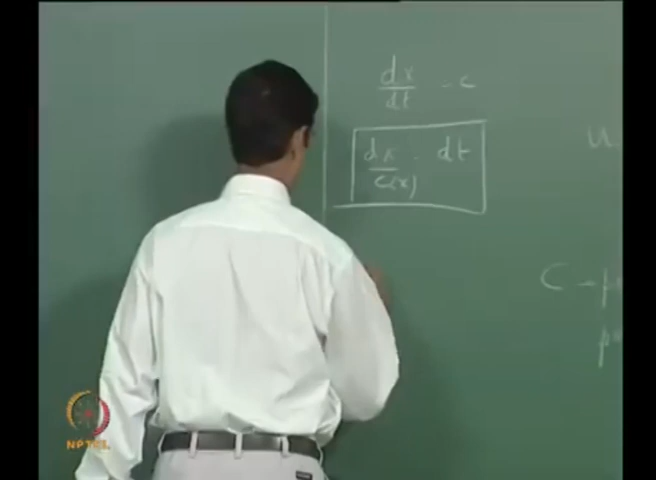 dx/dt = c
dx/c(x) = dt
u
C - p
p
NPTEL